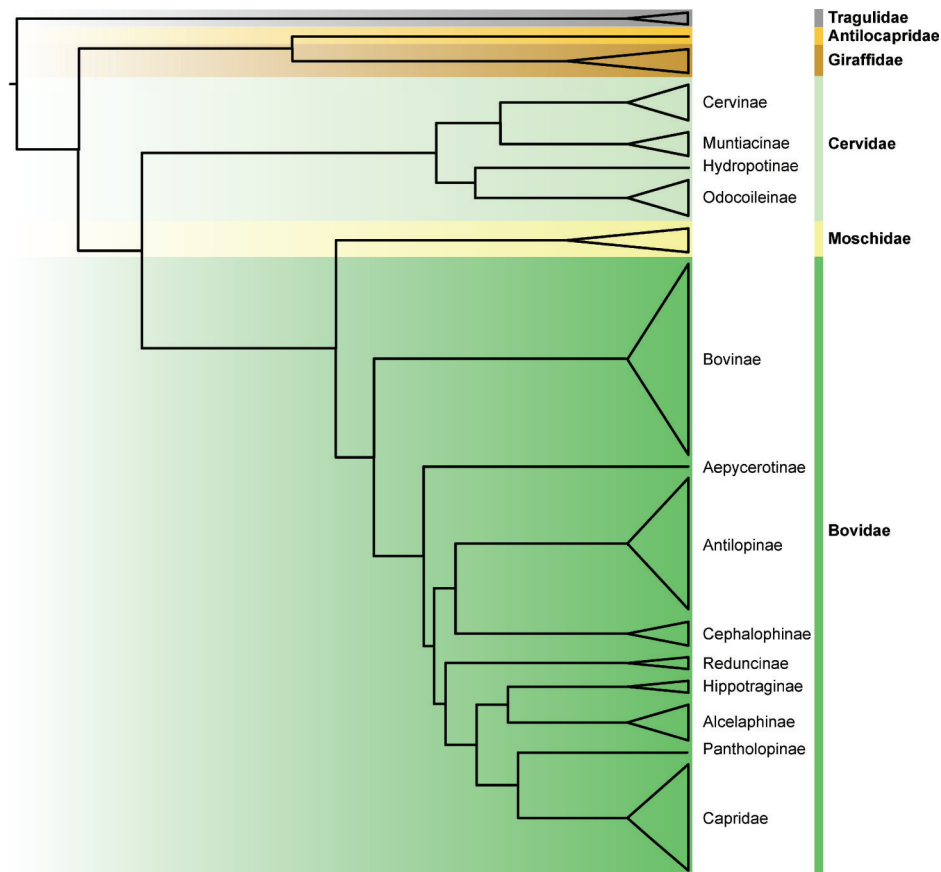 Tragulidae
Antilocapridae
Giraffidae
Cervinae
Muntiacinae
Cervidae
Hydropotinae
Odocoileinae
Moschidae
Bovinae
Aepycerotinae
Bovidae
Antilopinae
Cephalophinae
Reduncinae
Hippotraginae
Alcelaphinae
Pantholopinae
Capridae